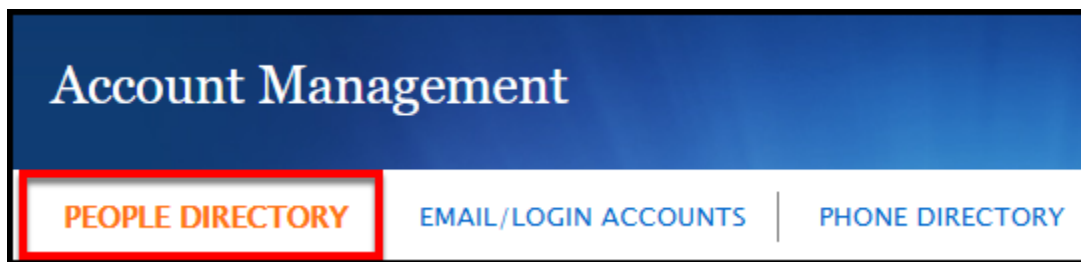 Account Management
PEOPLE DIRECTORY EMAIL/LOGIN ACCOUNTS PHONE DIRECTORY